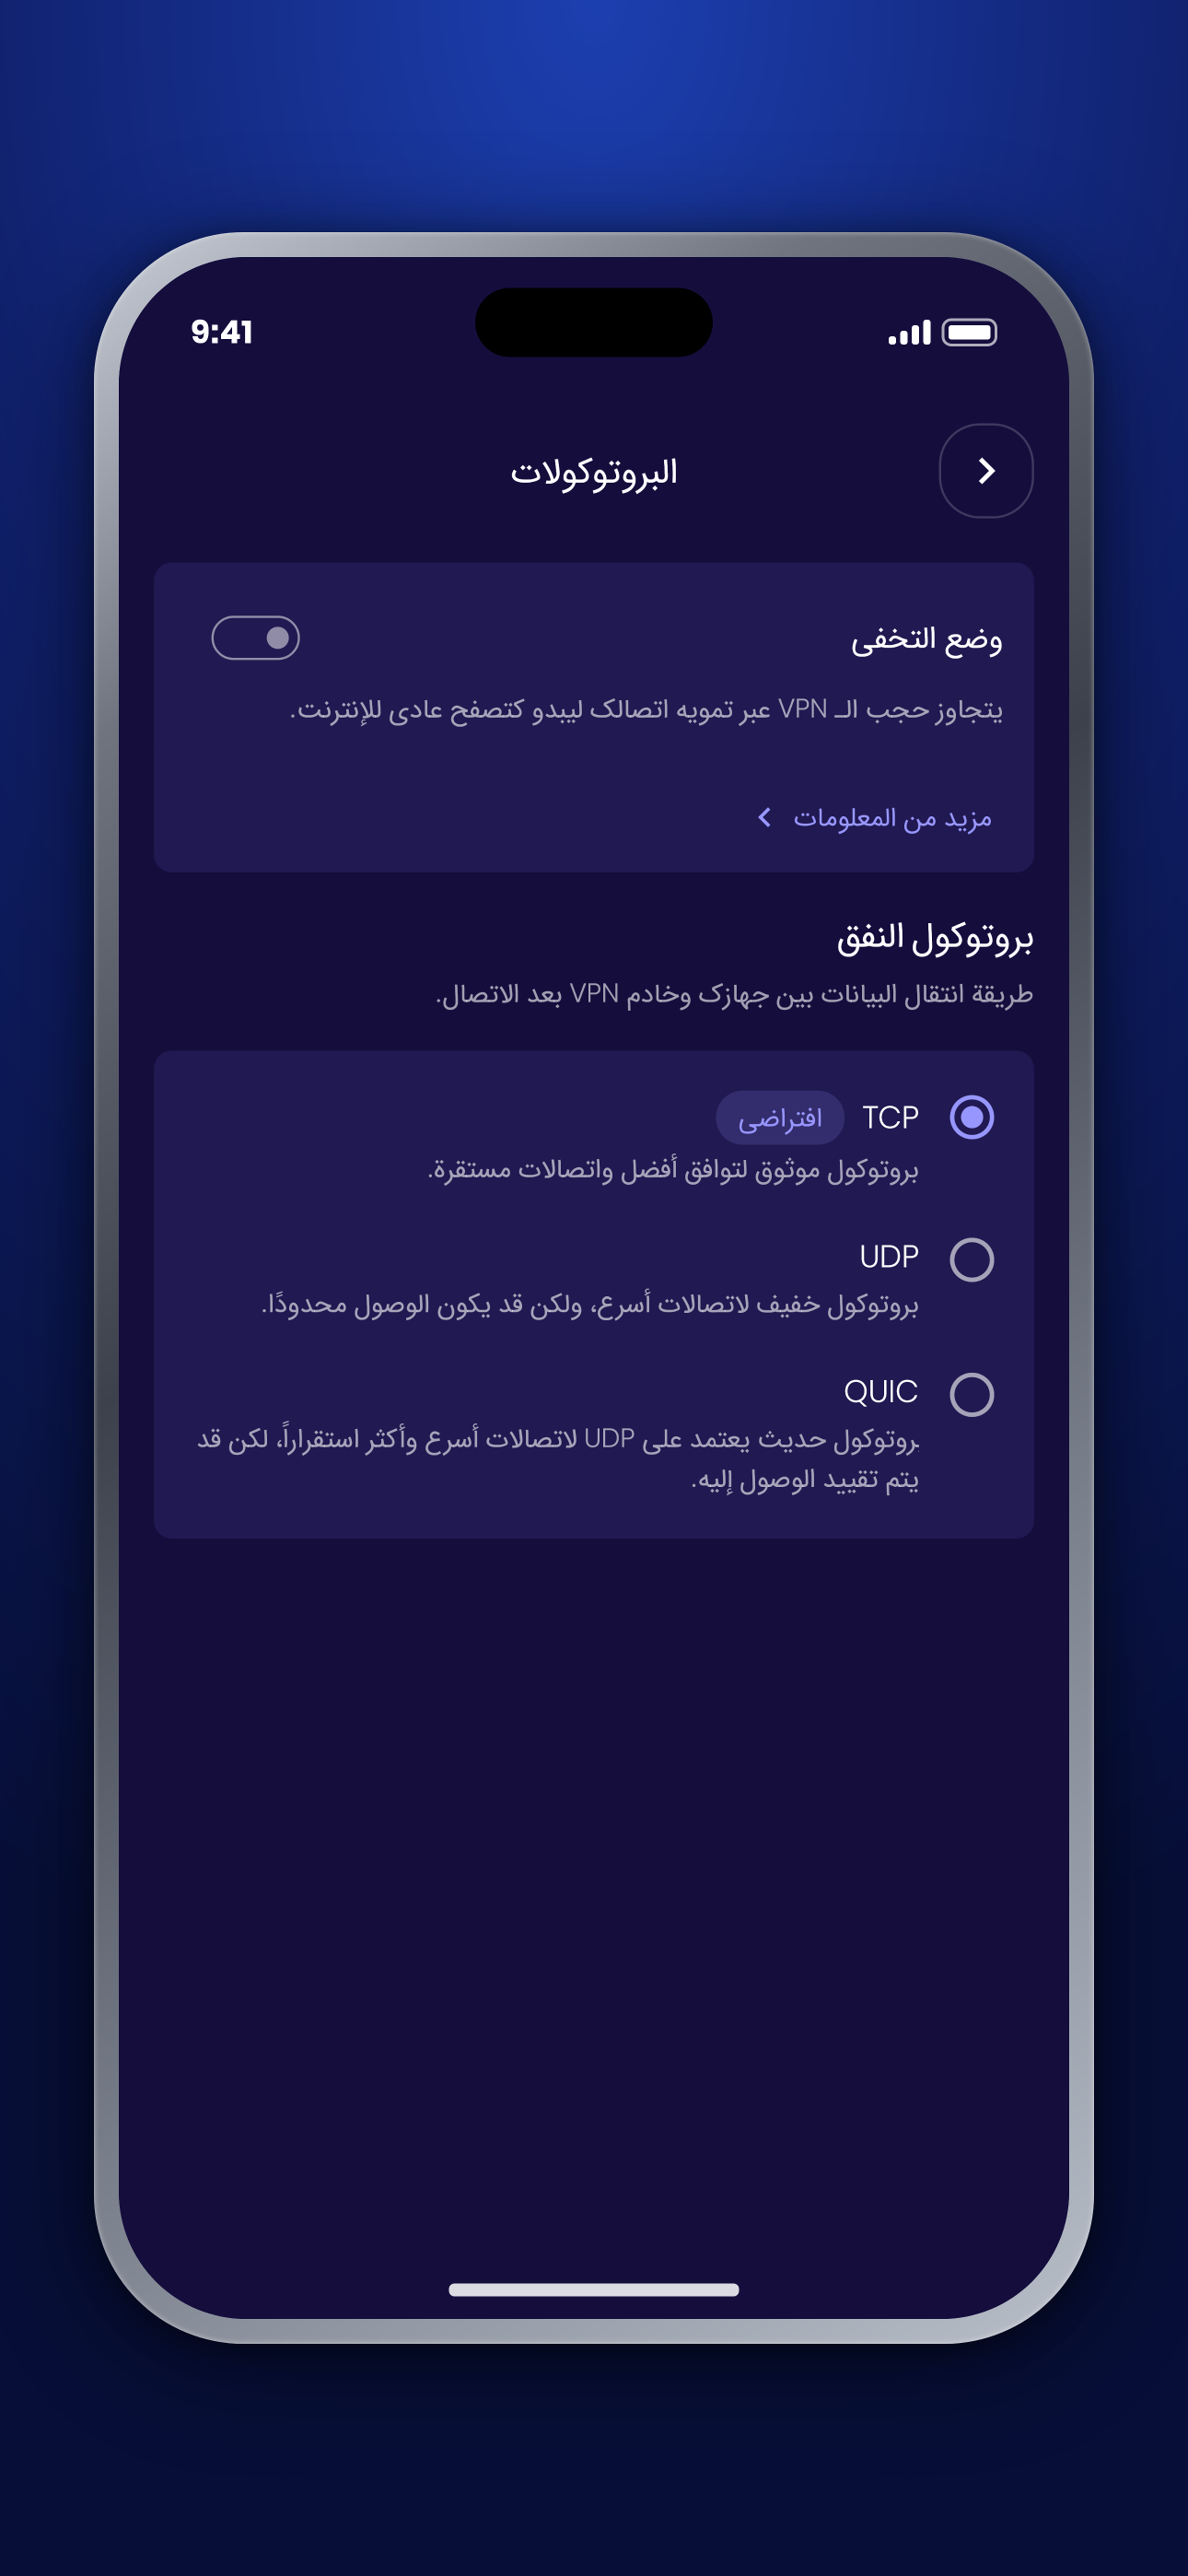 9:41
البروتوكولات
وضع التخفي
يتجاوز حجب الـ VPN عبر تمويه اتصالك ليبدو كتصفح عادي للإنترنت.
مزيد من المعلومات
بروتوكول النفق
طريقة انتقال البيانات بين جهازك وخادم VPN بعد الاتصال.
TCP افتراضي
بروتوكول موثوق لتوافق أفضل واتصالات مستقرة.
UDP
بروتوكول خفيف لاتصالات أسرع، ولكن قد يكون الوصول محدودًا.
QUIC
بروتوكول حديث يعتمد على UDP لاتصالات أسرع وأكثر استقراراً، لكن قد
يتم تقييد الوصول إليه.